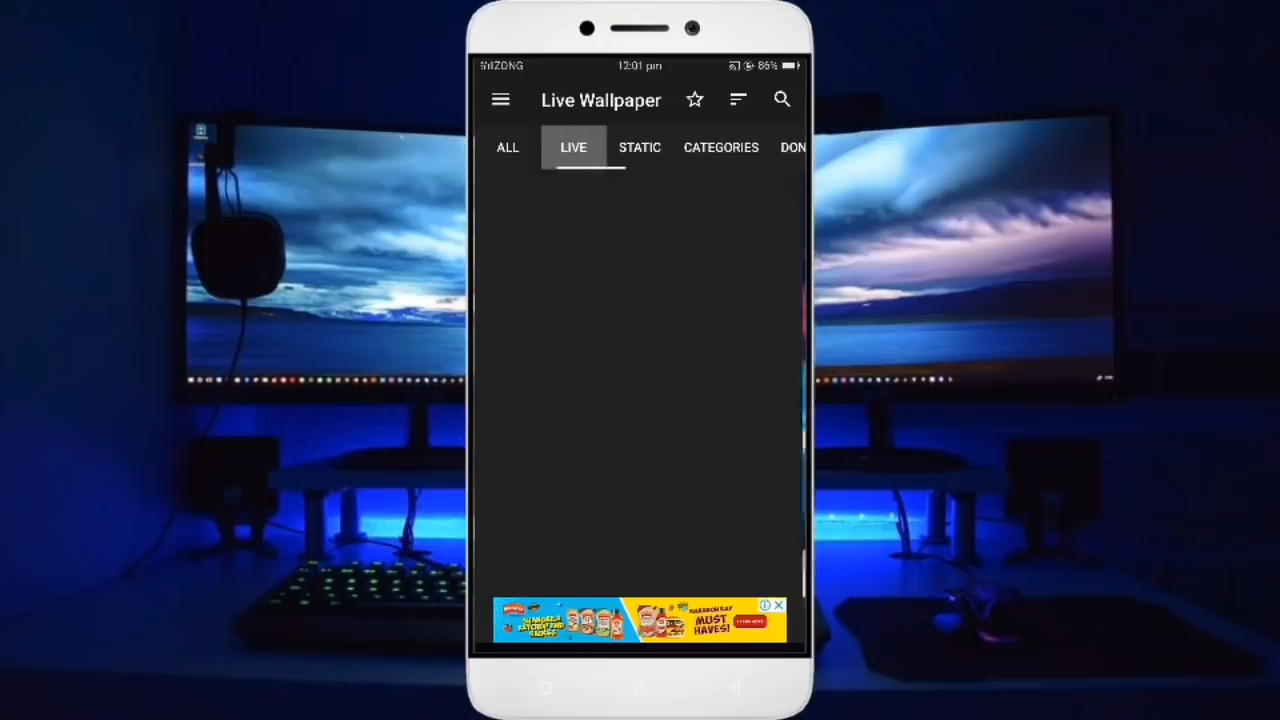 ZONG 12:01 pm 86%
Live Wallpaper
ALL LIVE STATIC CATEGORIES DON
MUST
HAVES!